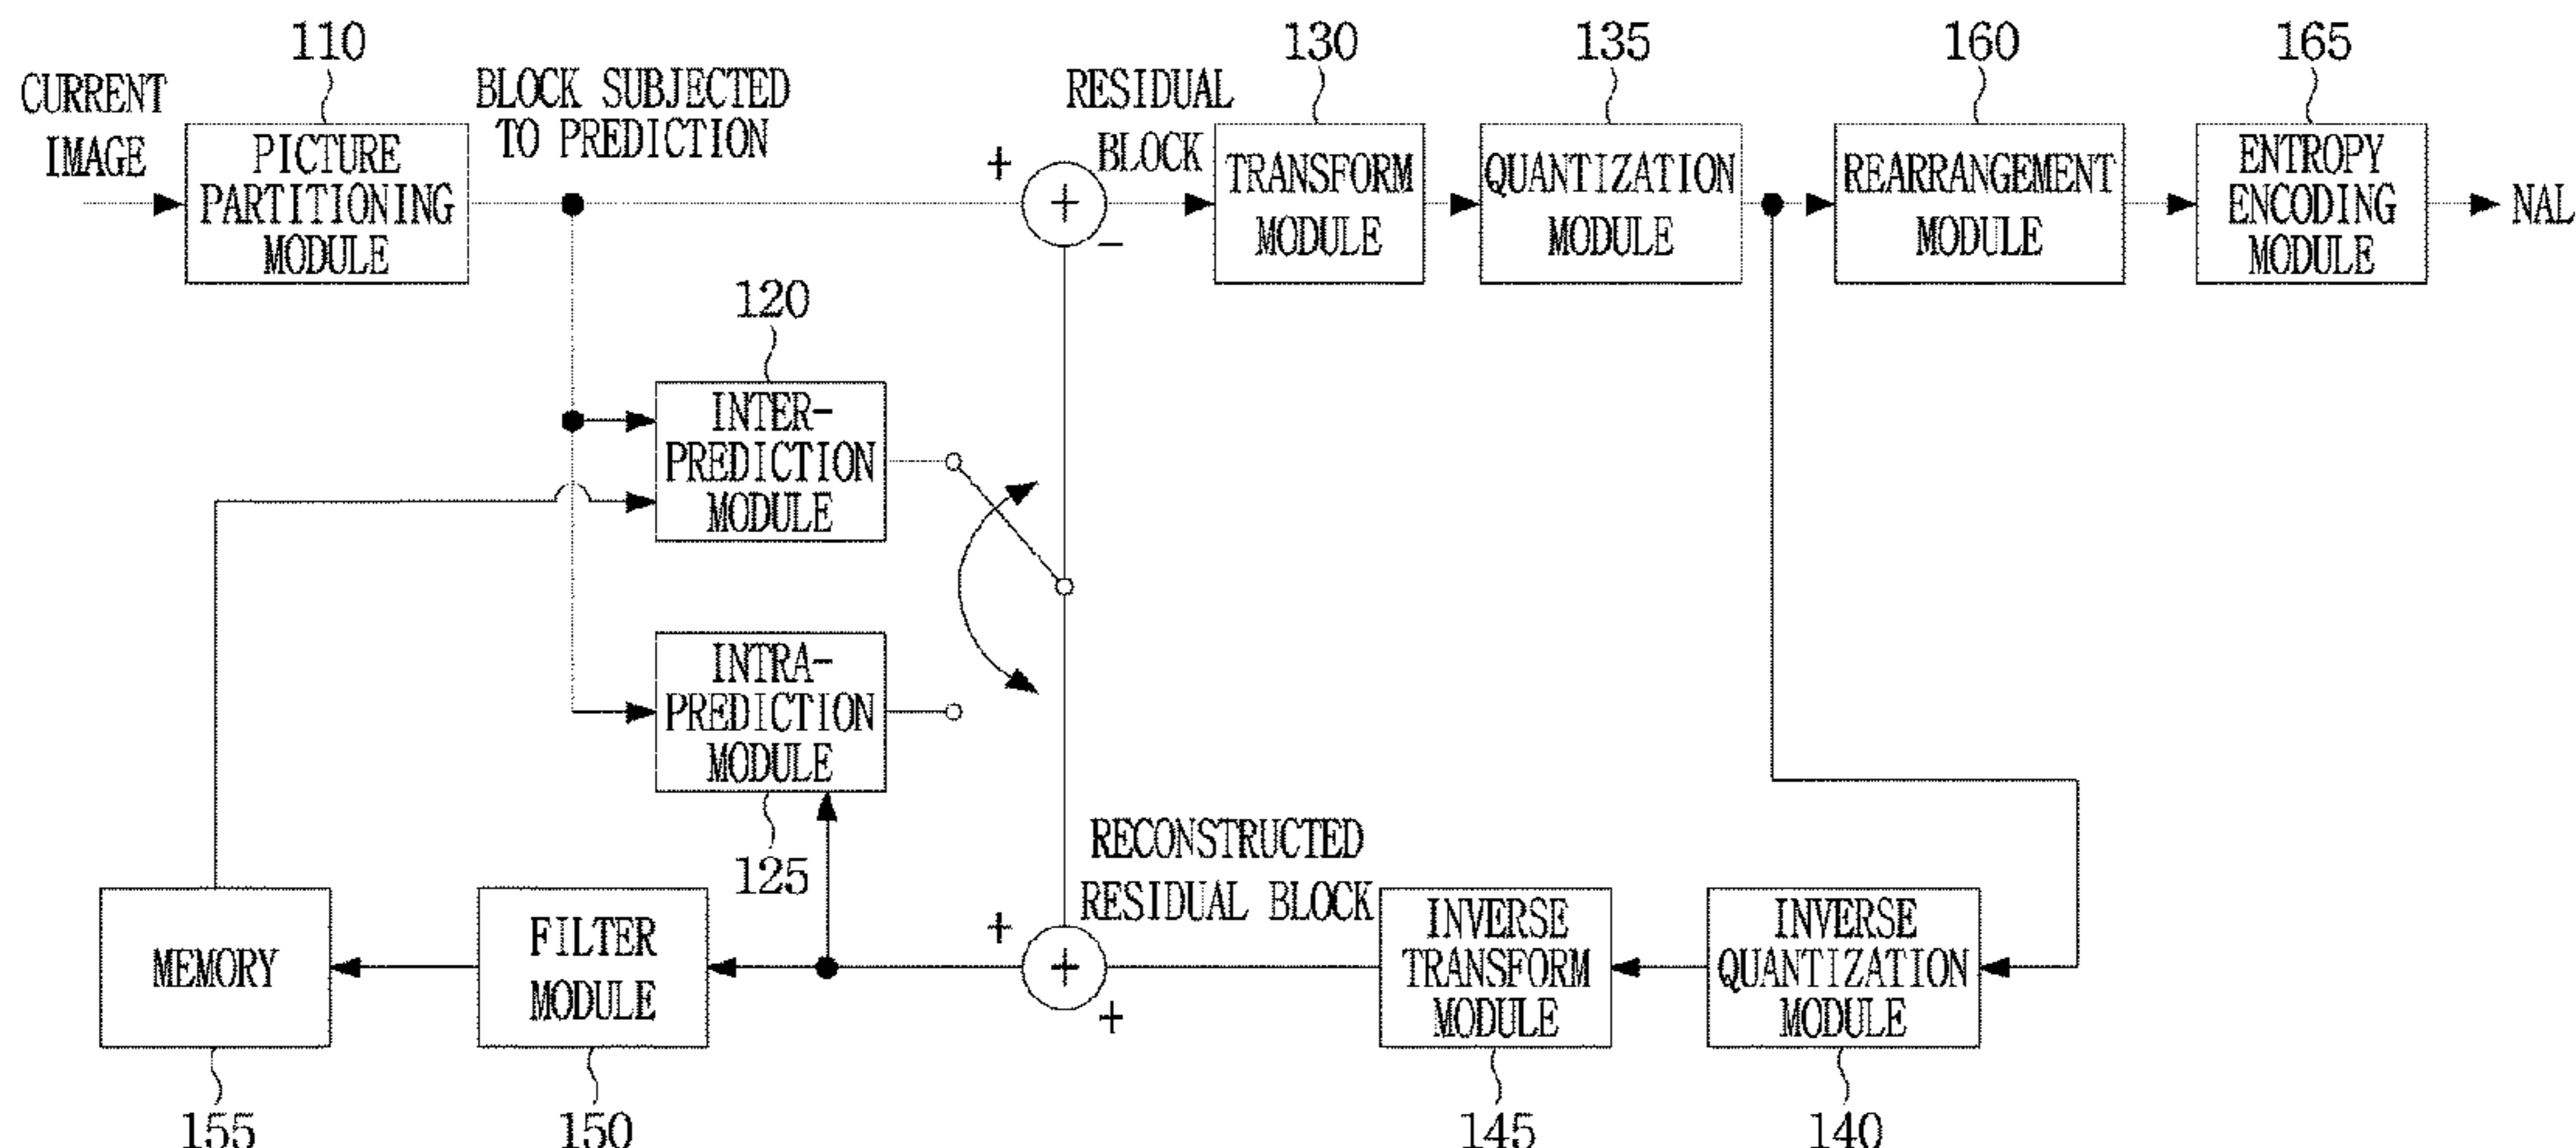 110
130
135
160
165
CURRENT
IMAGE
PICTURE
PARTITIONING
MODULE
BLOCK SUBJECTED
TO PREDICTION
+
+
-
RESIDUAL
BLOCK
TRANSFORM
MODULE
QUANTIZATION
MODULE
REARRANGEMENT
MODULE
ENTROPY
ENCODING
MODULE
NAL
120
INTER-
PREDICTION
MODULE
INTRA-
PREDICTION
MODULE
125
MEMORY
155
FILTER
MODULE
150
+
+
+
RECONSTRUCTED
RESIDUAL BLOCK
INVERSE
TRANSFORM
MODULE
145
INVERSE
QUANTIZATION
MODULE
140